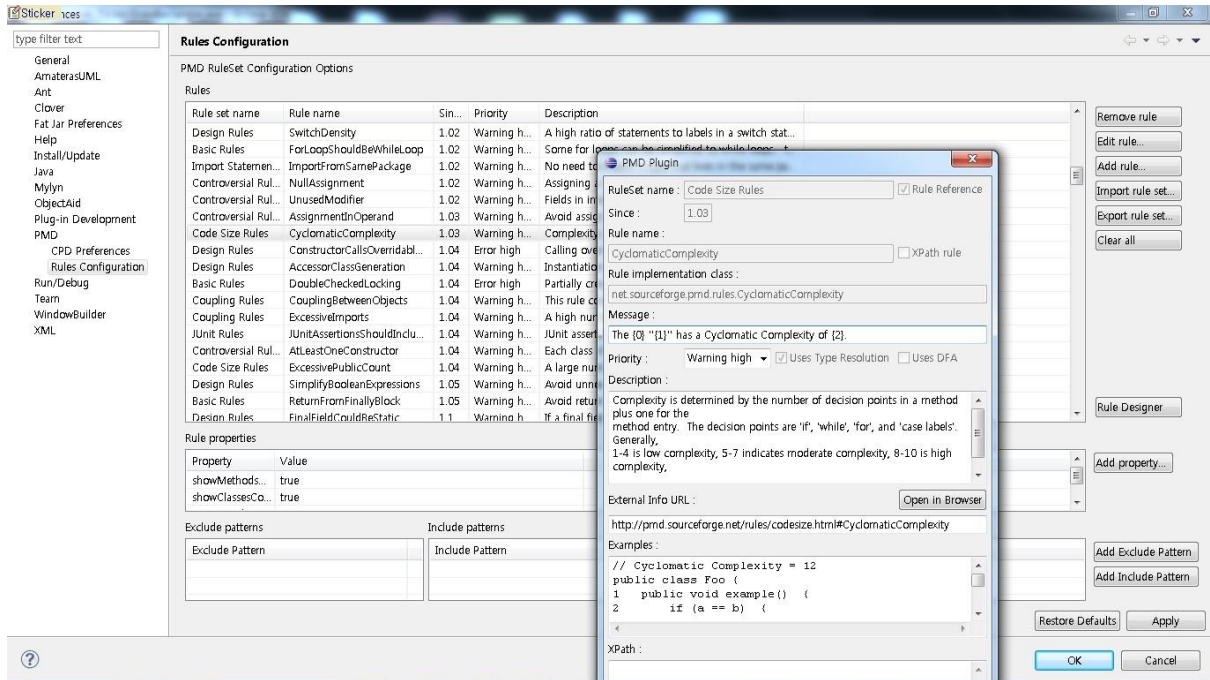 Sticker nces
type filter text
General
AmaterasUML
Ant
Clover
Fat Jar Preferences
Help
Install/Update
Java
Mylyn
ObjectAid
Plug-in Development
PMD
CPD Preferences
Rules Configuration
Run/Debug
Team
WindowBuilder
XML
Rules Configuration
PMD RuleSet Configuration Options
Rules
Rule set name Rule name Sin... Priority Description
Design Rules SwitchDensity 1.02 Warning h... A high ratio of statements to labels in a switch stat...
Basic Rules ForLoopShouldBeWhileLoop 1.02 Warning h... Some for loops can be simplified to while loops
Import Statemen... ImportFromSamePackage 1.02 Warning h... No need to
Controversial Rul... NullAssignment 1.02 Warning h... Assigning
Controversial Rul... UnusedModifier 1.02 Warning h... Fields in in
Controversial Rul... AssignmentInOperand 1.03 Warning h... Avoid assig
Code Size Rules CyclomaticComplexity 1.03 Warning h... Complexity
Design Rules ConstructorCallsOverridabl... 1.04 Error high Calling ove
Design Rules AccessorClassGeneration 1.04 Warning h... Instantiatio
Basic Rules DoubleCheckedLocking 1.04 Error high Partially cre
Coupling Rules CouplingBetweenObjects 1.04 Warning h... This rule co
Coupling Rules ExcessiveImports 1.04 Warning h... A high nur
JUnit Rules JUnitAssertionsShouldInclu... 1.04 Warning h... JUnit assert
Controversial Rul... AtLeastOneConstructor 1.04 Warning h... Each class
Code Size Rules ExcessivePublicCount 1.04 Warning h... A large nur
Design Rules SimplifyBooleanExpressions 1.05 Warning h... Avoid unne
Basic Rules ReturnFromFinallyBlock 1.05 Warning h... Avoid retur
Design Rules FinalFieldCouldBeStatic 1.1 Warning h If a final fie
Remove rule
Edit rule...
Add rule...
Import rule set...
Export rule set...
Clear all
Rule Designer
Rule properties
Property Value
showMethods... true
showClassesCo... true
Add property...
Exclude patterns Include patterns
Exclude Pattern Include Pattern
Add Exclude Pattern
Add Include Pattern
Restore Defaults Apply
OK Cancel
PMD Plugin
RuleSet name : Code Size Rules Rule Reference
Since : 1.03
Rule name :
CyclomaticComplexity XPath rule
Rule implementation class :
net.sourceforge.pmd.rules.CyclomaticComplexity
Message :
The {0} "{1}" has a Cyclomatic Complexity of {2}.
Priority : Warning high Uses Type Resolution Uses DFA
Description :
Complexity is determined by the number of decision points in a method
plus one for the
method entry. The decision points are 'if', 'while', 'for', and 'case labels'.
Generally,
1-4 is low complexity, 5-7 indicates moderate complexity, 8-10 is high
complexity,
External Info URL : Open in Browser
http://pmd.sourceforge.net/rules/codesize.html#CyclomaticComplexity
Examples :
// Cyclomatic Complexity = 12
public class Foo {
1 public void example() {
2 if (a == b) {
XPath :